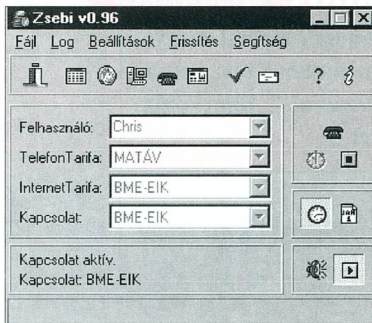 Zsebi v0.96
Fájl Log Beállítások Frissítés Segítség
Felhasználó: Chris
TelefonTarifa: MATÁV
InternetTarifa: BME-EIK
Kapcsolat: BME-EIK
Kapcsolat aktív.
Kapcsolat: BME-EIK